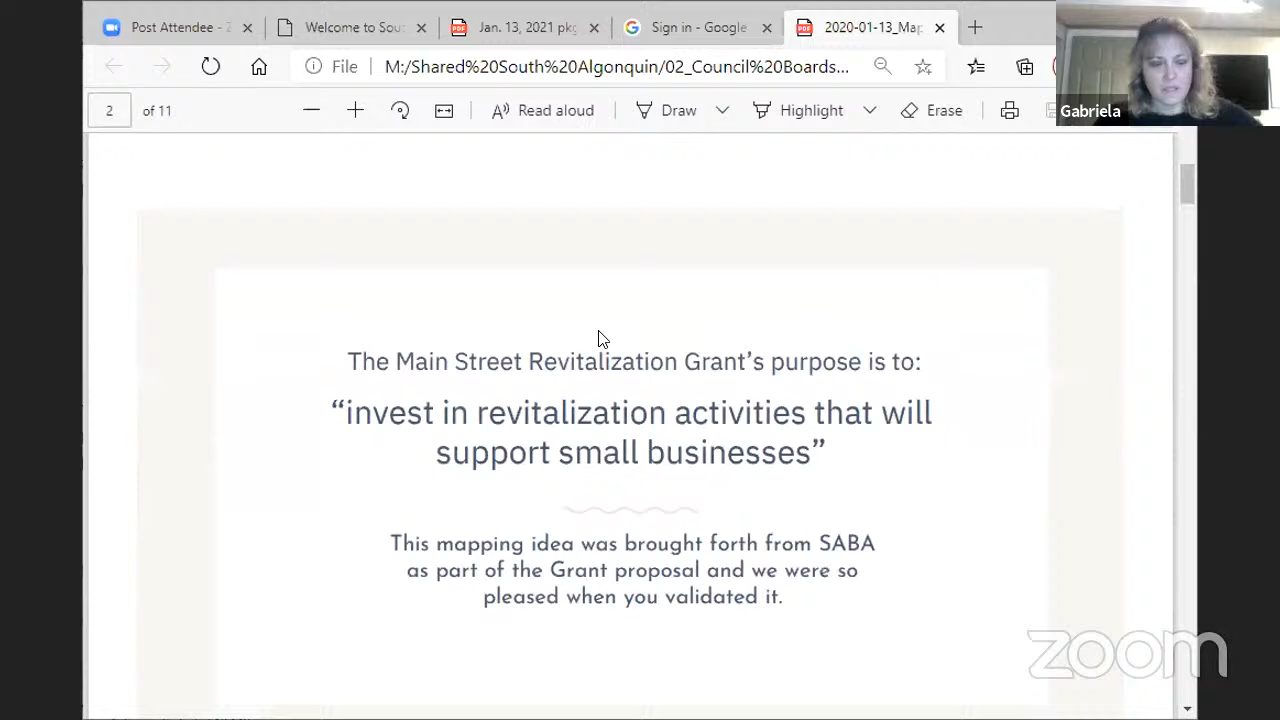 Post Attendee - Z
Welcome to Sou
Jan. 13, 2021 pkg
Sign in - Google
2020-01-13_Map
File
M:/Shared%20South%20Algonquin/02_Council%20Boards...
2
of 11
Read aloud
Draw
Highlight
Erase
Gabriela
The Main Street Revitalization Grant’s purpose is to:
“invest in revitalization activities that will
support small businesses”
This mapping idea was brought forth from SABA
as part of the Grant proposal and we were so
pleased when you validated it.
zoom